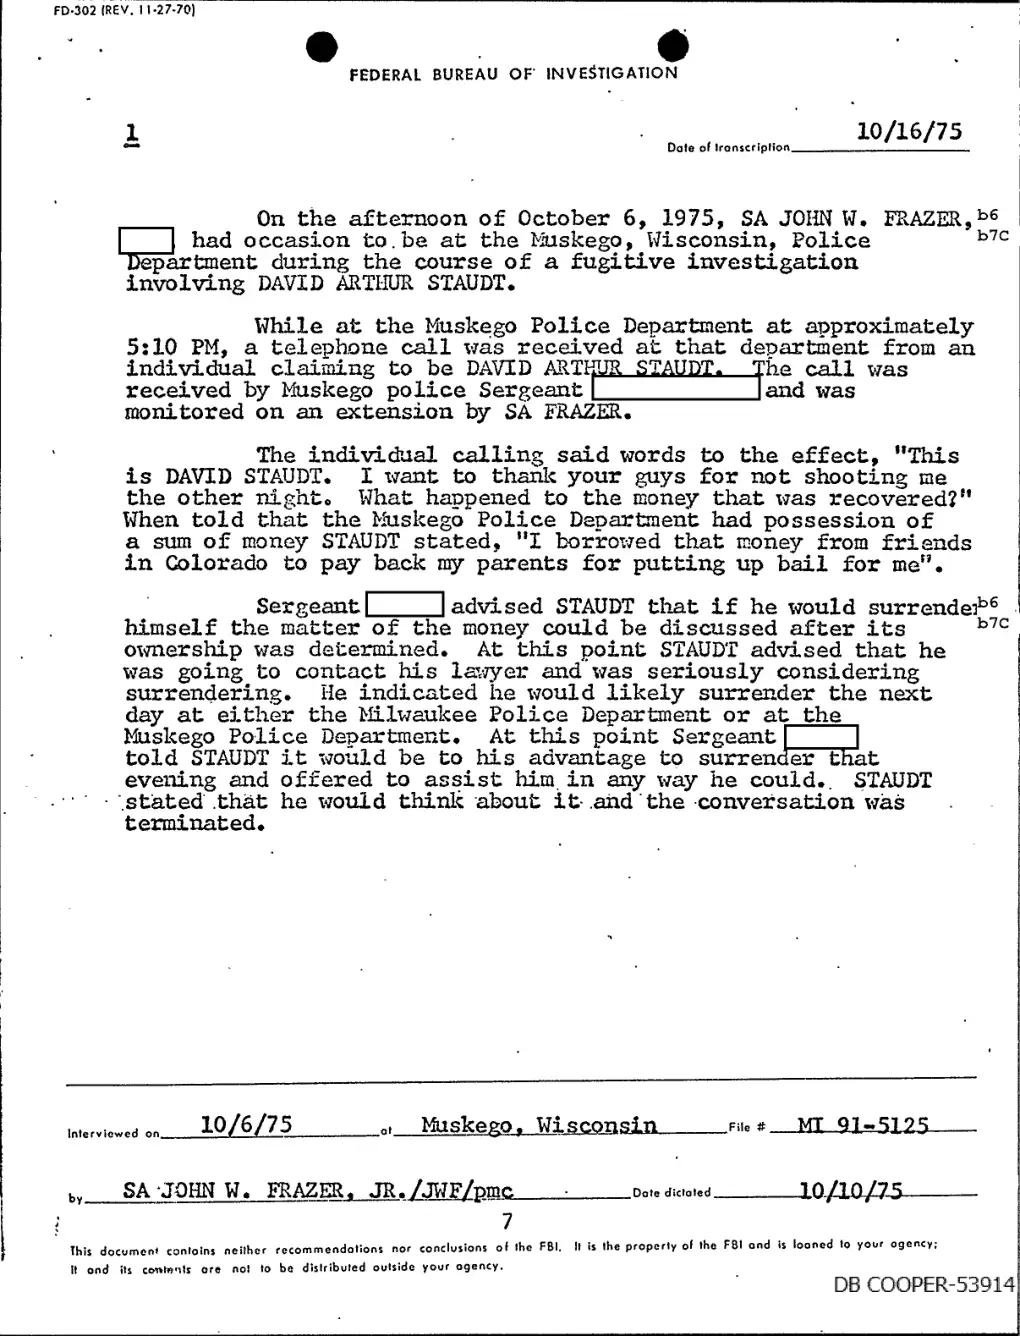 FD-302 (REV. 11-27-70)
FEDERAL BUREAU OF INVESTIGATION
1
10/16/75
Date of transcription
On the afternoon of October 6, 1975, SA JOHN W. FRAZER, b6
had occasion to be at the Muskego, Wisconsin, Police b7C
Department during the course of a fugitive investigation
involving DAVID ARTHUR STAUDT.
While at the Muskego Police Department at approximately
5:10 PM, a telephone call was received at that department from an
individual claiming to be DAVID ARTHUR STAUDT. The call was
received by Muskego police Sergeant and was
monitored on an extension by SA FRAZER.
The individual calling said words to the effect, "This
is DAVID STAUDT. I want to thank your guys for not shooting me
the other night. What happened to the money that was recovered?"
When told that the Muskego Police Department had possession of
a sum of money STAUDT stated, "I borrowed that money from friends
in Colorado to pay back my parents for putting up bail for me".
Sergeant advised STAUDT that if he would surrender b6
himself the matter of the money could be discussed after its b7C
ownership was determined. At this point STAUDT advised that he
was going to contact his lawyer and was seriously considering
surrendering. He indicated he would likely surrender the next
day at either the Milwaukee Police Department or at the
Muskego Police Department. At this point Sergeant
told STAUDT it would be to his advantage to surrender that
evening and offered to assist him in any way he could. STAUDT
stated that he would think about it and the conversation was
terminated.
Interviewed on 10/6/75 at Muskego, Wisconsin File # MI 91-5125
by SA JOHN W. FRAZER, JR./JWF/pmc Date dictated 10/10/75
7
This document contains neither recommendations nor conclusions of the FBI. It is the property of the FBI and is loaned to your agency;
It and its contents are not to be distributed outside your agency.
DB COOPER-53914